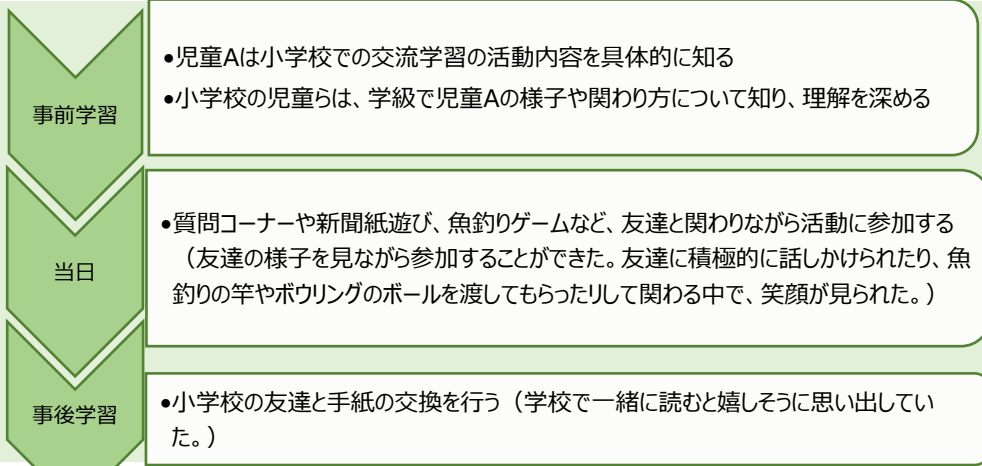 事前学習
•児童Aは小学校での交流学習の活動内容を具体的に知る
•小学校の児童らは、学級で児童Aの様子や関わり方について知り、理解を深める
当日
•質問コーナーや新聞紙遊び、魚釣りゲームなど、友達と関わりながら活動に参加する
（友達の様子を見ながら参加することができた。友達に積極的に話しかけられたり、魚
釣りの竿やボウリングのボールを渡してもらったりして関わる中で、笑顔が見られた。）
事後学習
•小学校の友達と手紙の交換を行う（学校で一緒に読むと嬉しそうに思い出してい
た。）